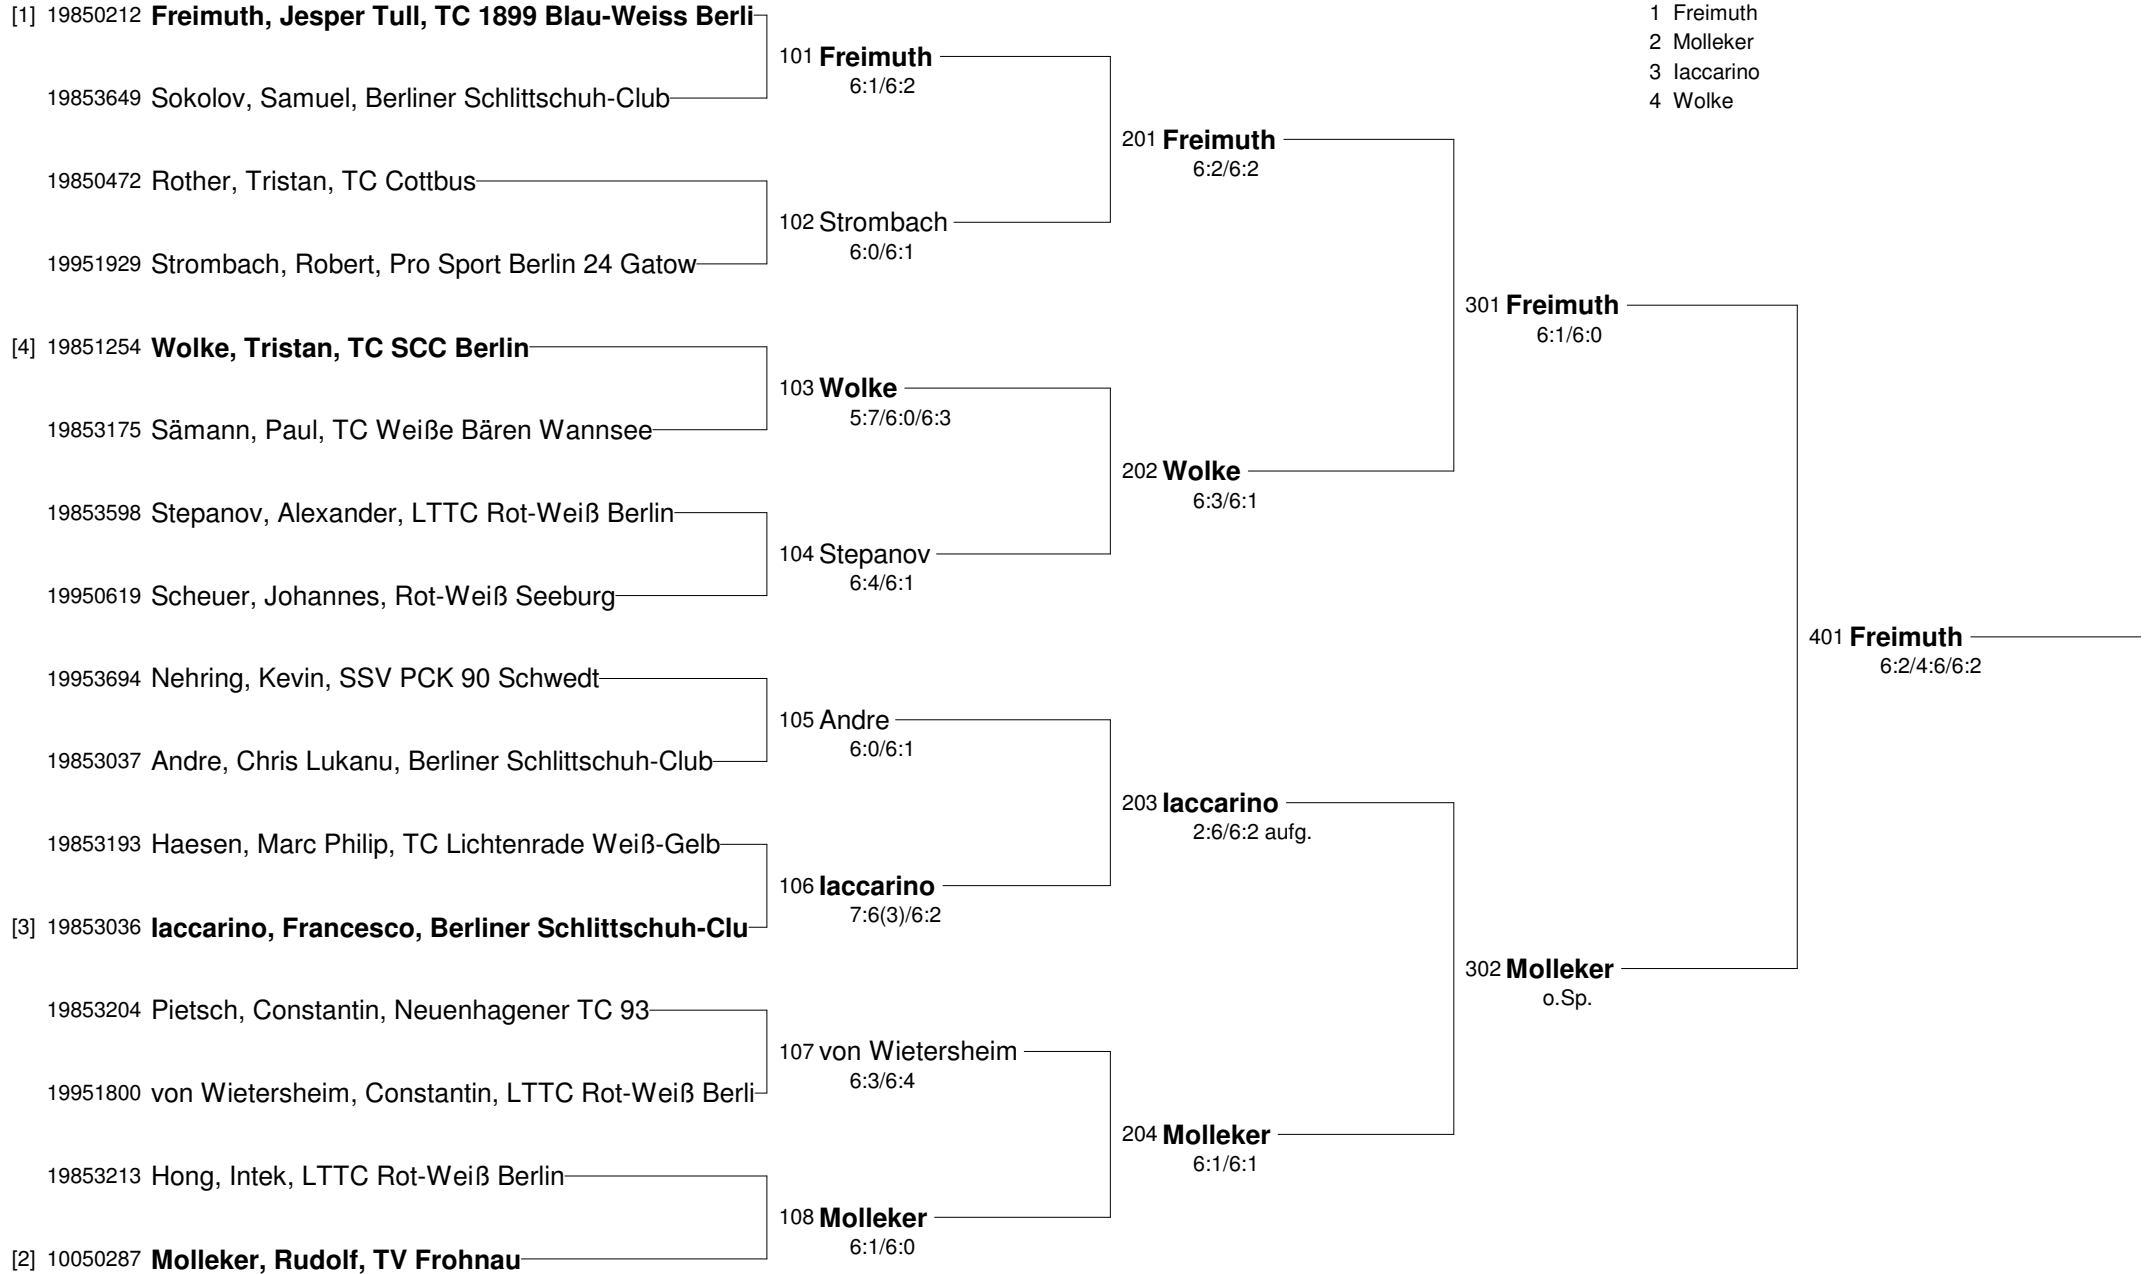 [1] 19850212 Freimuth, Jesper Tull, TC 1899 Blau-Weiss Berli
19853649 Sokolov, Samuel, Berliner Schlittschuh-Club
19850472 Rother, Tristan, TC Cottbus
19951929 Strombach, Robert, Pro Sport Berlin 24 Gatow
[4] 19851254 Wolke, Tristan, TC SCC Berlin
19853175 Sämann, Paul, TC Weiße Bären Wannsee
19853598 Stepanov, Alexander, LTTC Rot-Weiß Berlin
19950619 Scheuer, Johannes, Rot-Weiß Seeburg
19953694 Nehring, Kevin, SSV PCK 90 Schwedt
19853037 Andre, Chris Lukanu, Berliner Schlittschuh-Club
19853193 Haesen, Marc Philip, TC Lichtenrade Weiß-Gelb
[3] 19853036 Iaccarino, Francesco, Berliner Schlittschuh-Clu
19853204 Pietsch, Constantin, Neuenhagener TC 93
19951800 von Wietersheim, Constantin, LTTC Rot-Weiß Berli
19853213 Hong, Intek, LTTC Rot-Weiß Berlin
[2] 10050287 Molleker, Rudolf, TV Frohnau
101 Freimuth
6:1/6:2
102 Strombach
6:0/6:1
103 Wolke
5:7/6:0/6:3
104 Stepanov
6:4/6:1
105 Andre
6:0/6:1
106 Iaccarino
7:6(3)/6:2
107 von Wietersheim
6:3/6:4
108 Molleker
6:1/6:0
201 Freimuth
6:2/6:2
202 Wolke
6:3/6:1
203 Iaccarino
2:6/6:2 aufg.
204 Molleker
6:1/6:1
301 Freimuth
6:1/6:0
302 Molleker
o.Sp.
401 Freimuth
6:2/4:6/6:2
1 Freimuth
2 Molleker
3 Iaccarino
4 Wolke